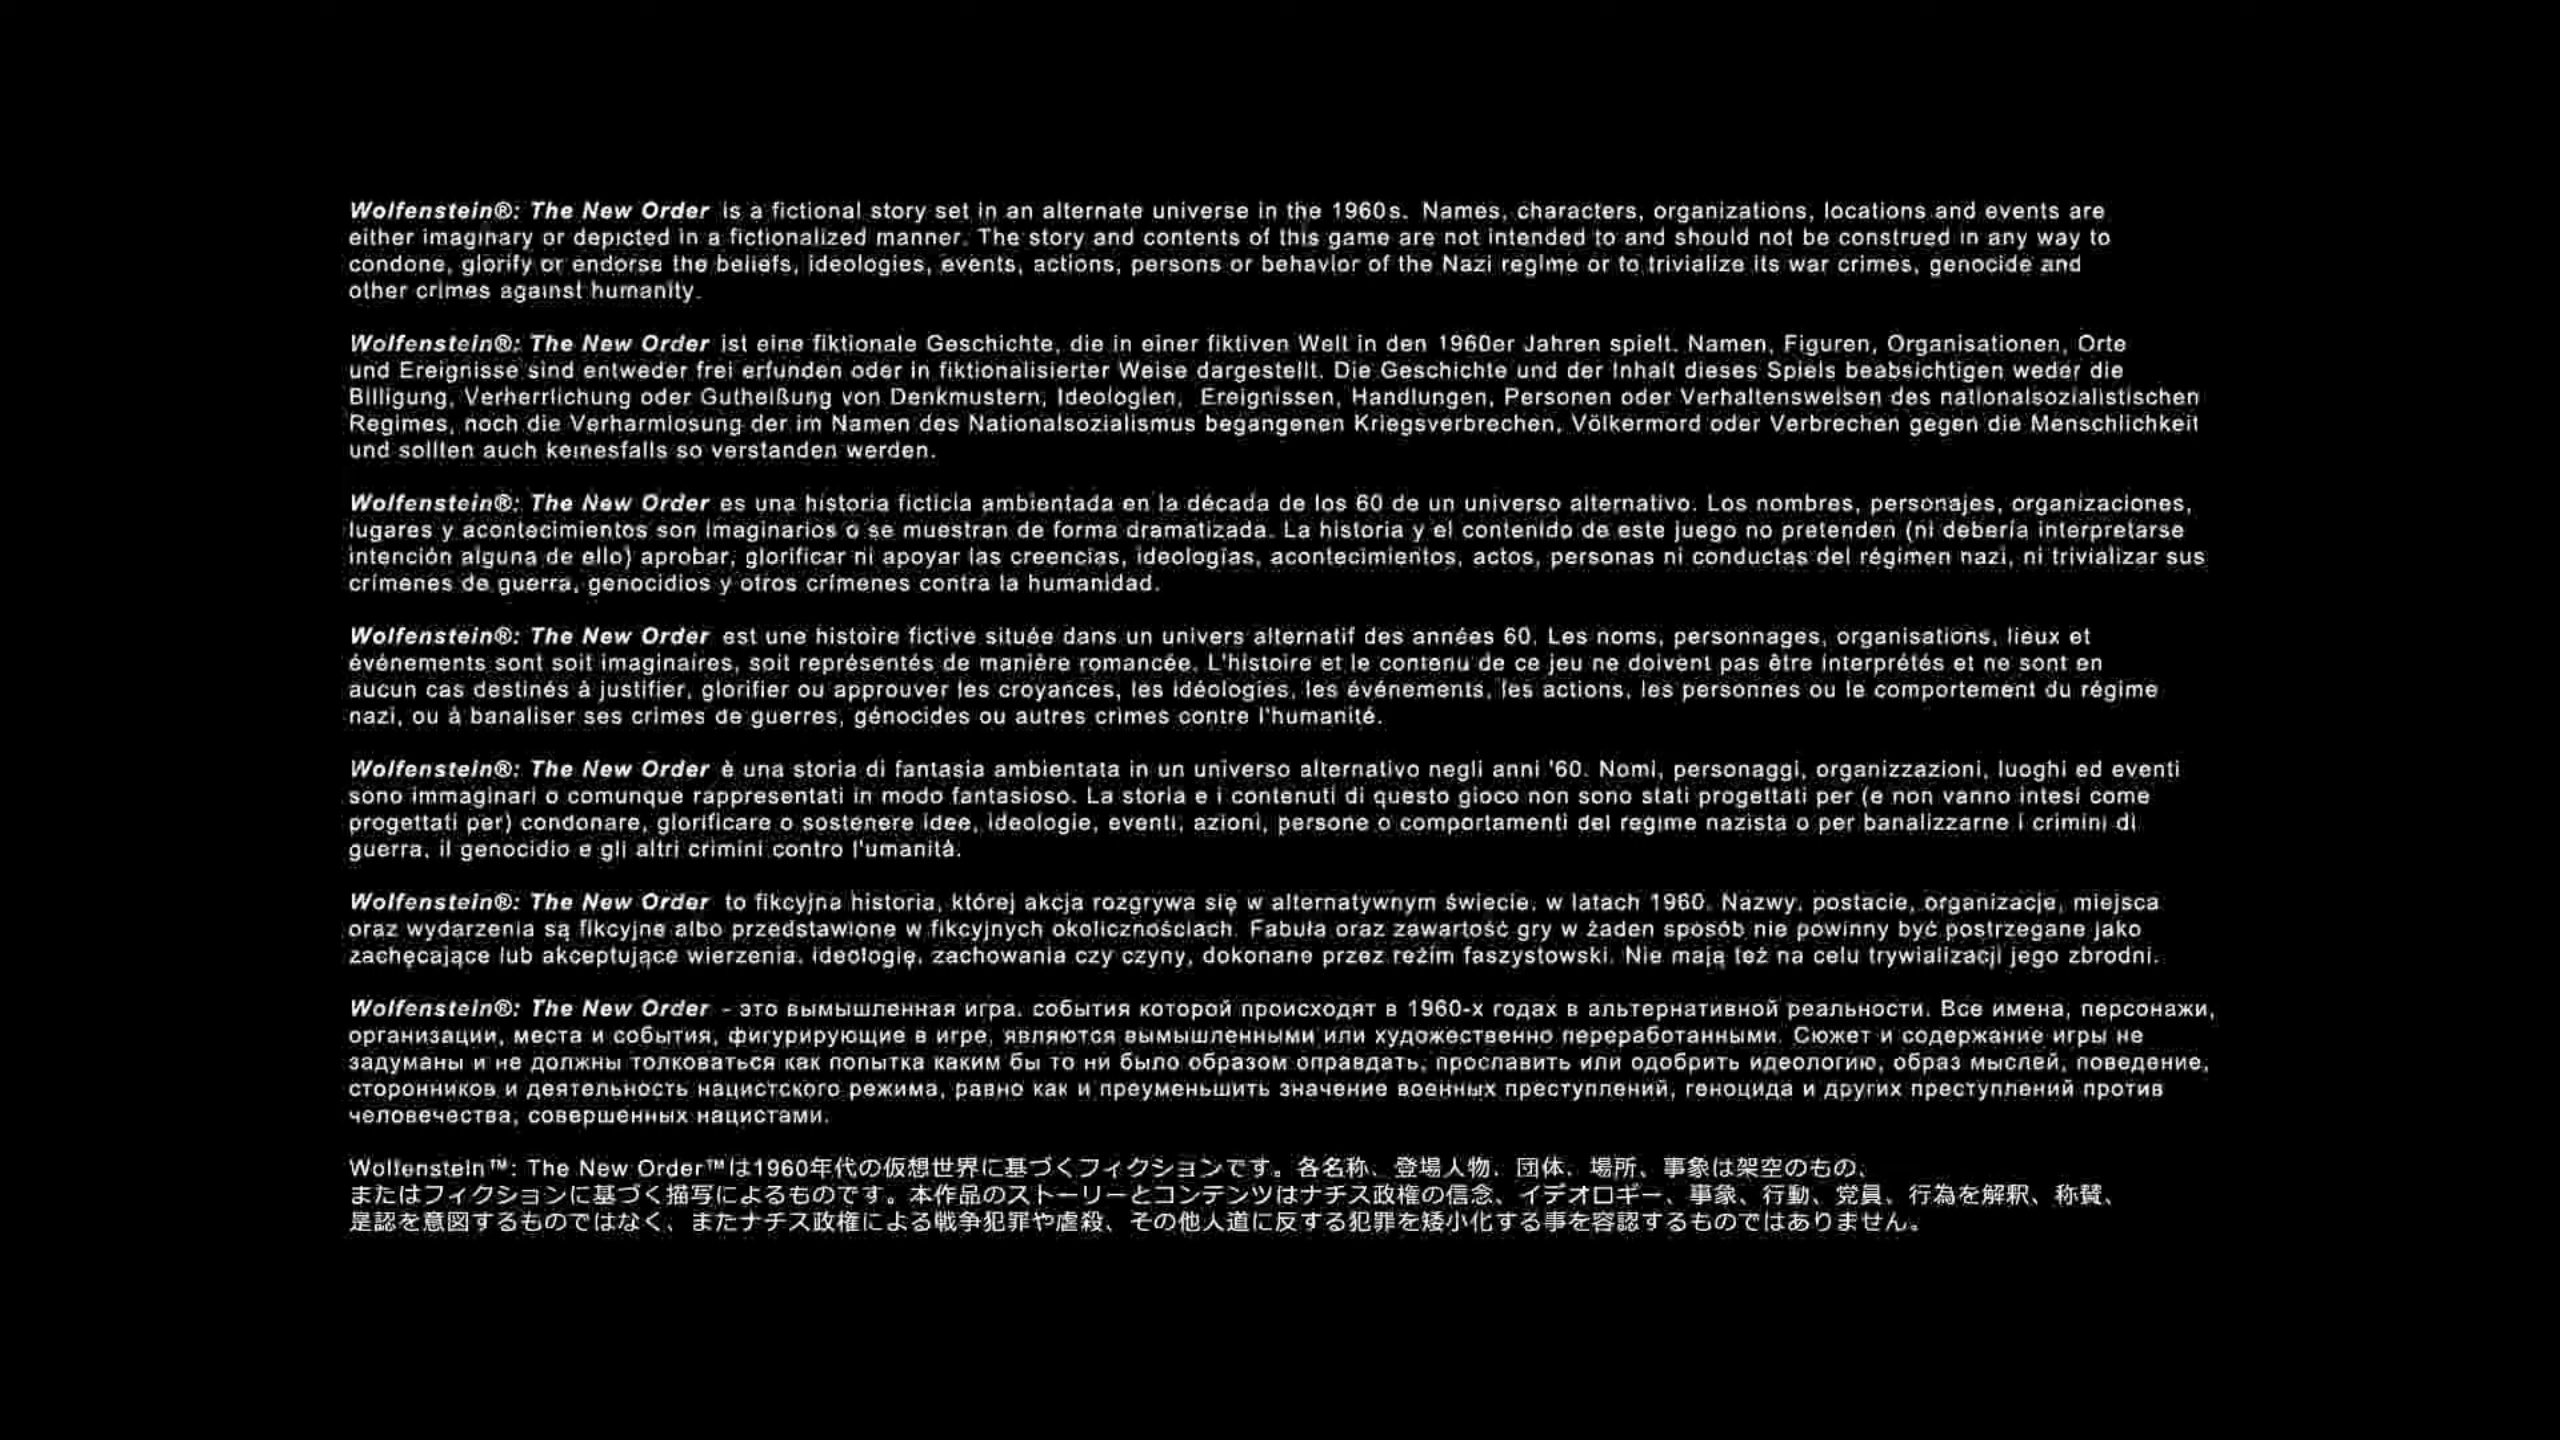 Wolfenstein®: The New Order is a fictional story set in an alternate universe in the 1960s. Names, characters, organizations, locations and events are
either imaginary or depicted in a fictionalized manner. The story and contents of this game are not intended to and should not be construed in any way to
condone, glorify or endorse the beliefs, ideologies, events, actions, persons or behavior of the Nazi regime or to trivialize its war crimes, genocide and
other crimes against humanity.
Wolfenstein®: The New Order ist eine fiktionale Geschichte, die in einer fiktiven Welt in den 1960er Jahren spielt. Namen, Figuren, Organisationen, Orte
und Ereignisse sind entweder frei erfunden oder in fiktionalisierter Weise dargestellt. Die Geschichte und der Inhalt dieses Spiels beabsichtigen weder die
Billigung, Verherrlichung oder Gutheißung von Denkmustern, Ideologien, Ereignissen, Handlungen, Personen oder Verhaltensweisen des nationalsozialistischen
Regimes, noch die Verharmlosung der im Namen des Nationalsozialismus begangenen Kriegsverbrechen, Völkermord oder Verbrechen gegen die Menschlichkeit
und sollten auch keinesfalls so verstanden werden.
Wolfenstein®: The New Order es una historia ficticia ambientada en la década de los 60 de un universo alternativo. Los nombres, personajes, organizaciones,
lugares y acontecimientos son imaginarios o se muestran de forma dramatizada. La historia y el contenido de este juego no pretenden (ni debería interpretarse
intención alguna de ello) aprobar, glorificar ni apoyar las creencias, ideologías, acontecimientos, actos, personas ni conductas del régimen nazi, ni trivializar sus
crímenes de guerra, genocidios y otros crímenes contra la humanidad.
Wolfenstein®: The New Order est une histoire fictive située dans un univers alternatif des années 60. Les noms, personnages, organisations, lieux et
événements sont soit imaginaires, soit représentés de manière romancée. L'histoire et le contenu de ce jeu ne doivent pas être interprétés et ne sont en
aucun cas destinés à justifier, glorifier ou approuver les croyances, les idéologies, les événements, les actions, les personnes ou le comportement du régime
nazi, ou à banaliser ses crimes de guerres, génocides ou autres crimes contre l'humanité.
Wolfenstein®: The New Order è una storia di fantasia ambientata in un universo alternativo negli anni '60. Nomi, personaggi, organizzazioni, luoghi ed eventi
sono immaginari o comunque rappresentati in modo fantasioso. La storia e i contenuti di questo gioco non sono stati progettati per (e non vanno intesi come
progettati per) condonare, glorificare o sostenere idee, ideologie, eventi, azioni, persone o comportamenti del regime nazista o per banalizzarne i crimini di
guerra, il genocidio e gli altri crimini contro l'umanità.
Wolfenstein®: The New Order to fikcyjna historia, której akcja rozgrywa się w alternatywnym świecie, w latach 1960. Nazwy, postacie, organizacje, miejsca
oraz wydarzenia są fikcyjne albo przedstawione w fikcyjnych okolicznościach. Fabuła oraz zawartość gry w żaden sposób nie powinny być postrzegane jako
zachęcające lub akceptujące wierzenia, ideologię, zachowania czy czyny, dokonane przez reżim faszystowski. Nie mają też na celu trywializacji jego zbrodni.
Wolfenstein®: The New Order - это вымышленная игра, события которой происходят в 1960-х годах в альтернативной реальности. Все имена, персонажи,
организации, места и события, фигурирующие в игре, являются вымышленными или художественно переработанными. Сюжет и содержание игры не
задуманы и не должны толковаться как попытка каким бы то ни было образом оправдать, прославить или одобрить идеологию, образ мыслей, поведение,
сторонников и деятельность нацистского режима, равно как и преуменьшить значение военных преступлений, геноцида и других преступлений против
человечества, совершенных нацистами.
Wolfenstein™: The New Order™は1960年代の仮想世界に基づくフィクションです。各名称、登場人物、団体、場所、事象は架空のもの、
またはフィクションに基づく描写によるものです。本作品のストーリーとコンテンツはナチス政権の信念、イデオロギー、事象、行動、党員、行為を解釈、称賛、
是認を意図するものではなく、またナチス政権による戦争犯罪や虐殺、その他人道に反する犯罪を矮小化する事を容認するものではありません。